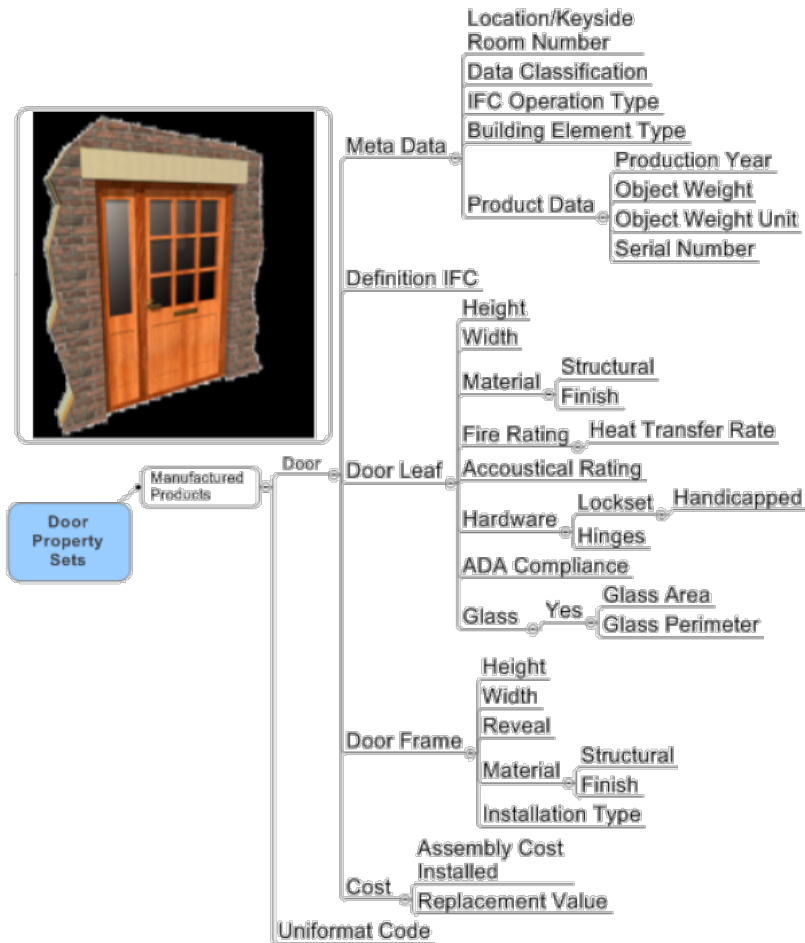 Location/Keyside
Room Number
Data Classification
IFC Operation Type
Building Element Type
Meta Data
Production Year
Object Weight
Product Data
Object Weight Unit
Serial Number
Definition IFC
Height
Width
Structural
Material
Finish
Fire Rating
Heat Transfer Rate
Door
Door Leaf
Accoustical Rating
Manufactured
Products
Lockset
Handicapped
Hardware
Hinges
Door
Property
Sets
ADA Compliance
Glass Area
Glass
Yes
Glass Perimeter
Height
Width
Reveal
Door Frame
Structural
Material
Finish
Installation Type
Assembly Cost
Installed
Cost
Replacement Value
Uniformat Code